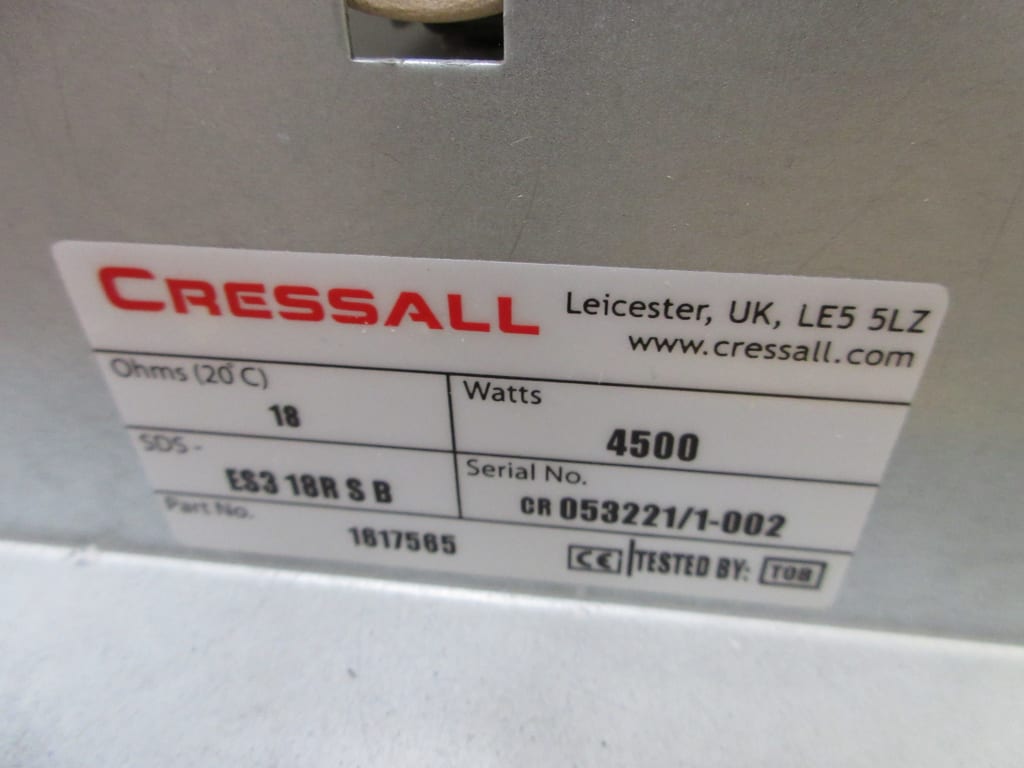 CRESSALL
Leicester, UK, LE5 5LZ
www.cressall.com
Ohms (20°C)
18
Watts
4500
SDS -
ES3 18R S B
Serial No.
CR 053221/1-002
Part No.
1617565
CE TESTED BY: TOB